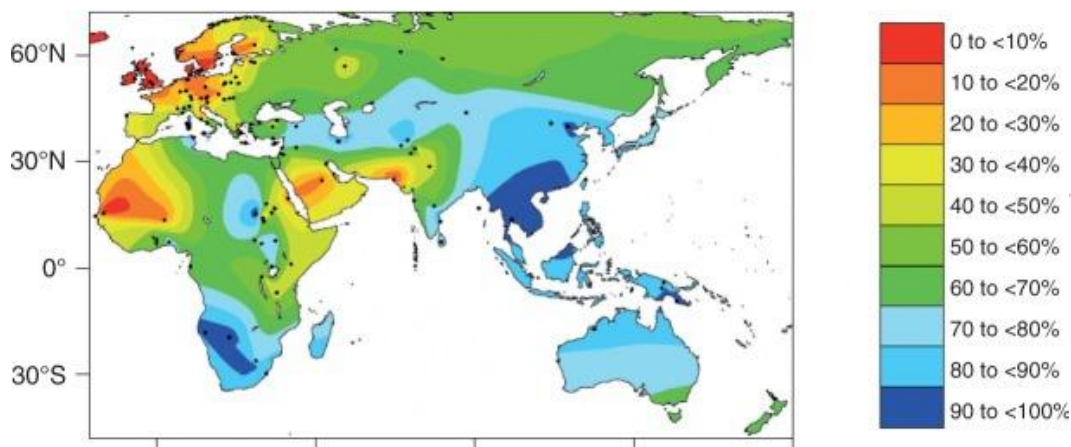 60°N
30°N
0°
30°S
0 to <10%
10 to <20%
20 to <30%
30 to <40%
40 to <50%
50 to <60%
60 to <70%
70 to <80%
80 to <90%
90 to <100%